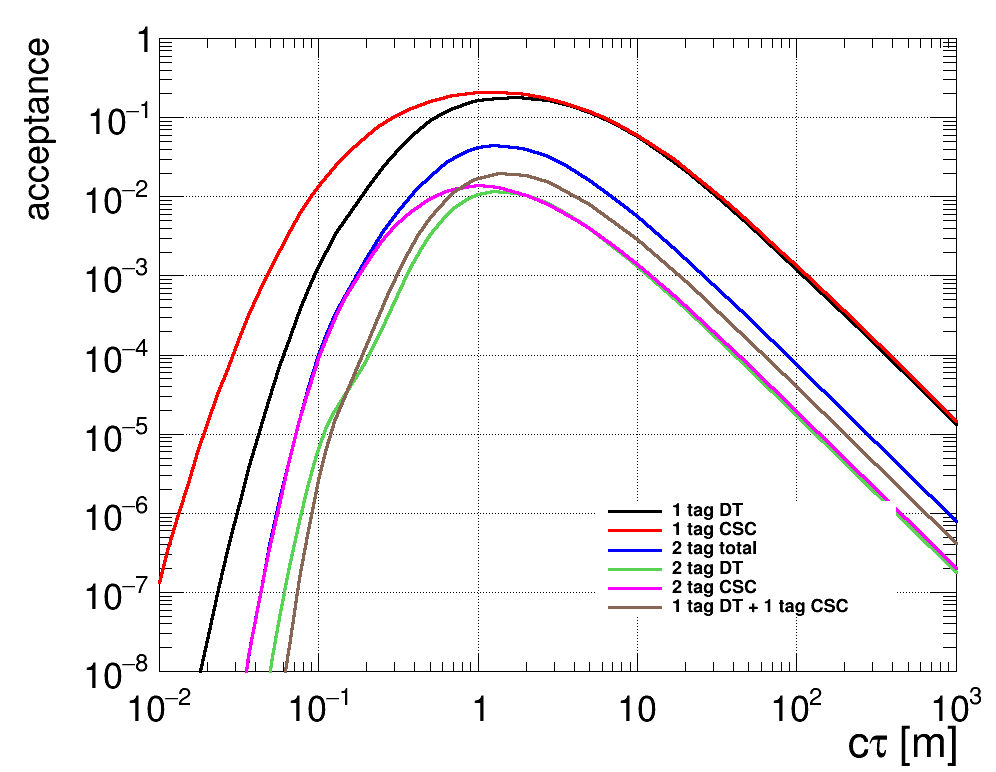 acceptance
1
10⁻¹
10⁻²
10⁻³
10⁻⁴
10⁻⁵
10⁻⁶
10⁻⁷
10⁻⁸
1 tag DT
1 tag CSC
2 tag total
2 tag DT
2 tag CSC
1 tag DT + 1 tag CSC
10⁻² 10⁻¹ 1 10 10² 10³
cτ [m]